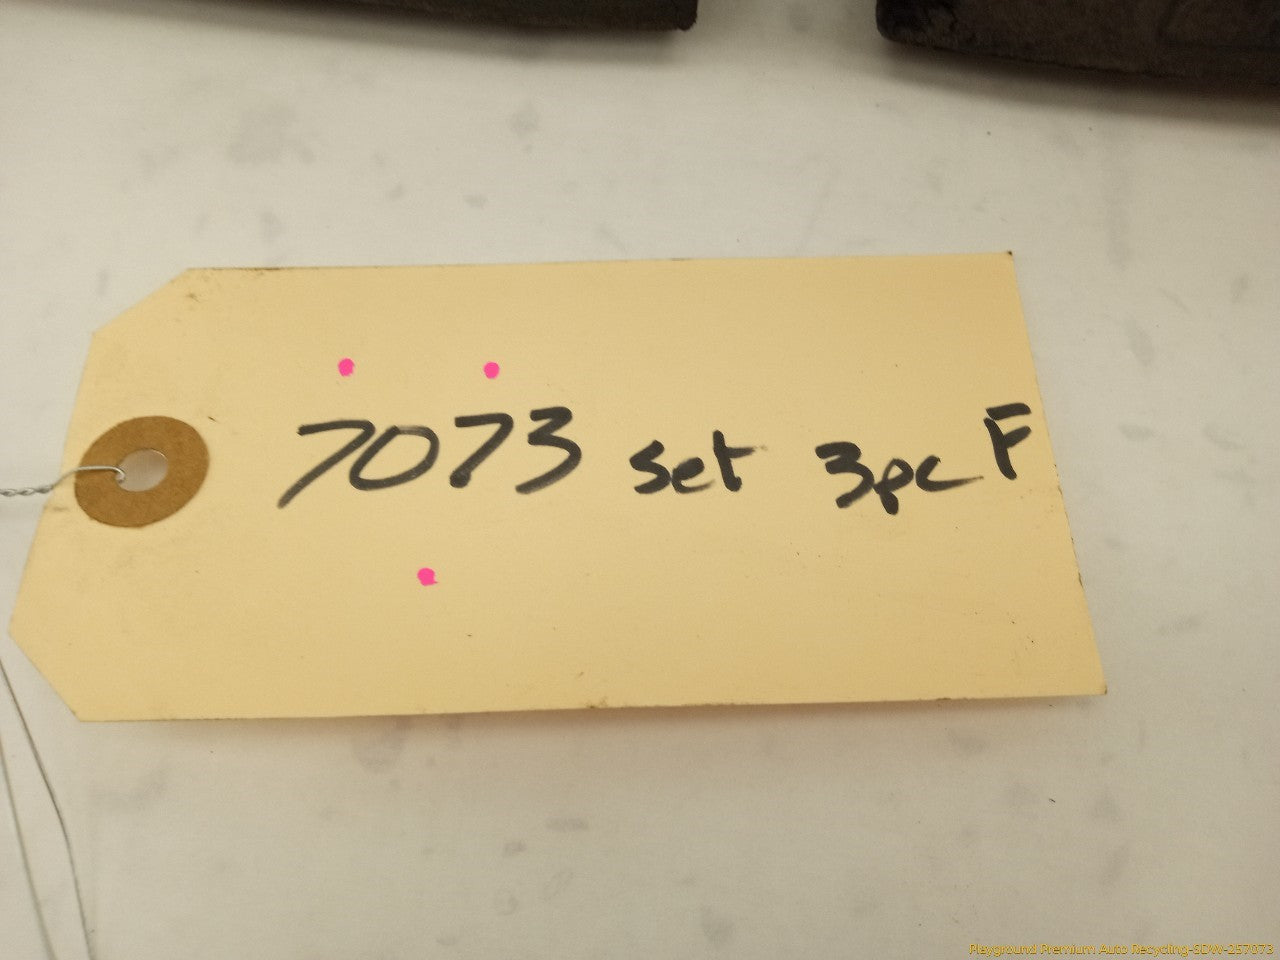 7073 set 3pc F
Playground Premium Auto Recycling-SDW-257073